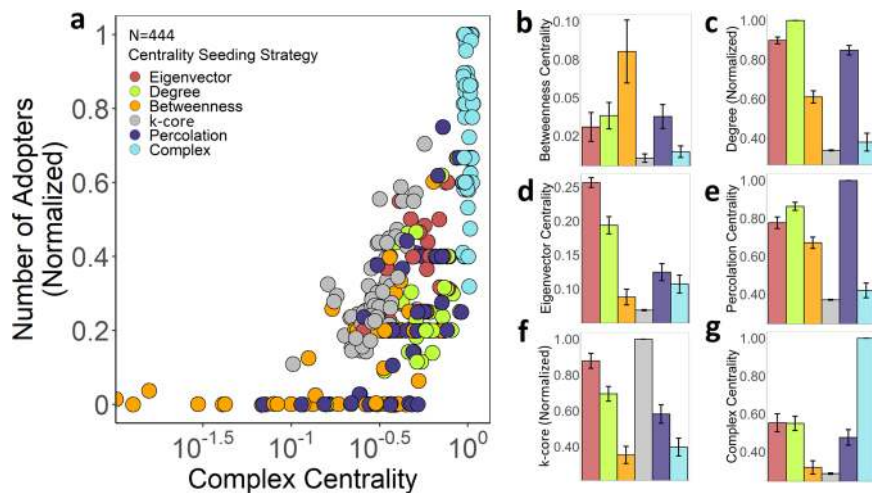 a
N=444
Centrality Seeding Strategy
Eigenvector
Degree
Betweenness
k-core
Percolation
Complex
Number of Adopters
(Normalized)
1
0.8
0.6
0.4
0.2
0
10^-1.5
10^-1
10^-0.5
10^0
Complex Centrality
b
Betweenness Centrality
0.10
0.08
0.05
0.02
c
Degree (Normalized)
1.00
0.80
0.60
0.40
d
Eigenvector Centrality
0.25
0.20
0.15
0.10
e
Percolation Centrality
1.00
0.80
0.60
0.40
f
k-core (Normalized)
1.00
0.80
0.60
0.40
g
Complex Centrality
1.00
0.80
0.60
0.40